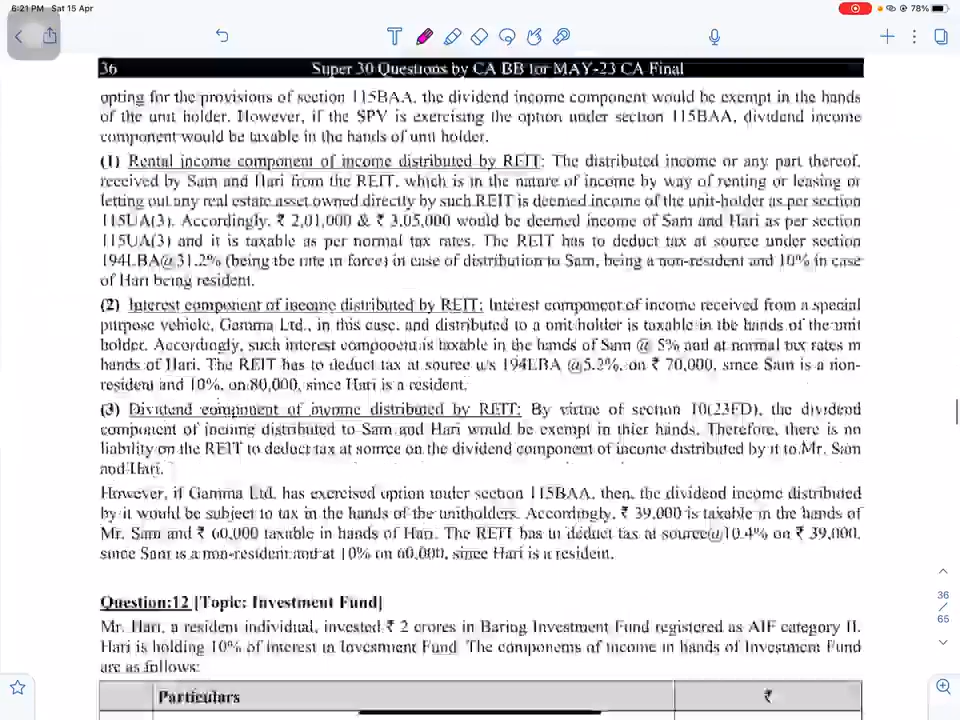 6:21 PM Sat 15 Apr
78%
36 Super 30 Questions by CA BB for MAY-23 CA Final
opting for the provisions of section 115BAA, the dividend income component would be exempt in the hands
of the unit holder. However, if the SPV is exercising the option under section 115BAA, dividend income
component would be taxable in the hands of unit holder.
(1) Rental income component of income distributed by REIT: The distributed income or any part thereof,
received by Sam and Hari from the REIT, which is in the nature of income by way of renting or leasing or
letting out any real estate asset owned directly by such REIT is deemed income of the unit-holder as per section
115UA(3). Accordingly, ₹ 2,01,000 & ₹ 3,05,000 would be deemed income of Sam and Hari as per section
115UA(3) and it is taxable as per normal tax rates. The REIT has to deduct tax at source under section
194LBA@31.2% (being the rate in force) in case of distribution to Sam, being a non-resident and 10% in case
of Hari being resident.
(2) Interest component of income distributed by REIT: Interest component of income received from a special
purpose vehicle, Gamma Ltd., in this case, and distributed to a unit holder is taxable in the hands of the unit
holder. Accordingly, such interest component is taxable in the hands of Sam @ 5% and at normal tax rates in
hands of Hari. The REIT has to deduct tax at source u/s 194LBA @5.2%, on ₹ 70,000, since Sam is a non-
resident and 10%, on 80,000, since Hari is a resident.
(3) Dividend component of income distributed by REIT: By virtue of section 10(23FD), the dividend
component of income distributed to Sam and Hari would be exempt in thier hands. Therefore, there is no
liability on the REIT to deduct tax at source on the dividend component of income distributed by it to Mr. Sam
and Hari.
However, if Gamma Ltd. has exercised option under section 115BAA, then, the dividend income distributed
by it would be subject to tax in the hands of the unitholders. Accordingly, ₹ 39,000 is taxable in the hands of
Mr. Sam and ₹ 60,000 taxable in hands of Hari. The REIT has to deduct tax at source@10.4% on ₹ 39,000,
since Sam is a non-resident and at 10% on 60,000, since Hari is a resident.
Question:12 [Topic: Investment Fund]
Mr. Hari, a resident individual, invested ₹ 2 crores in Baring Investment Fund registered as AIF category II.
Hari is holding 10% of interest in Investment Fund. The components of income in hands of Investment Fund
are as follows:
Particulars ₹
36
/
65